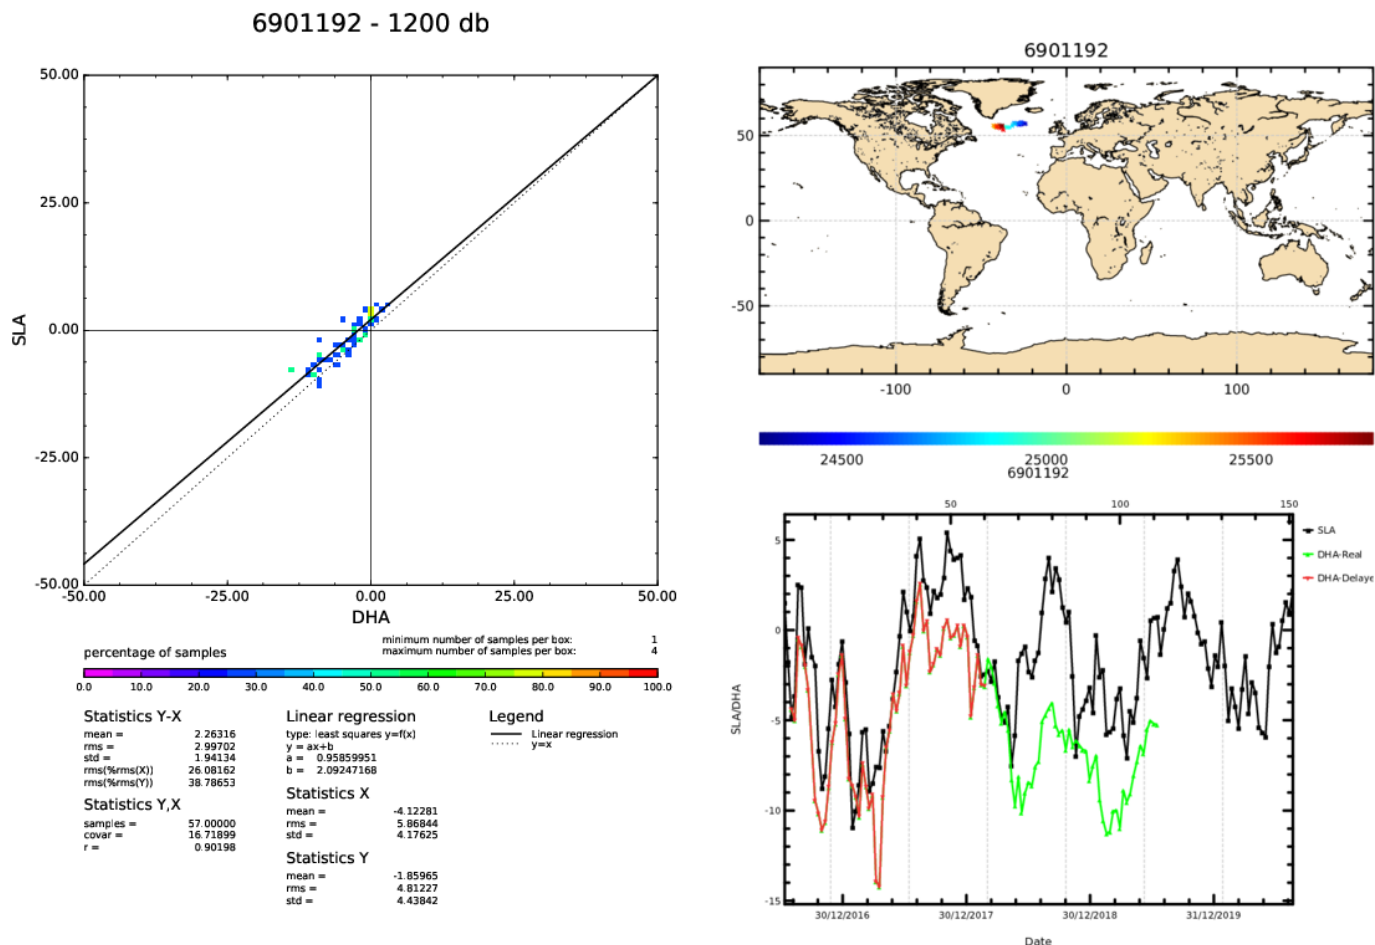 6901192 - 1200 db
50.00
25.00
0.00
-25.00
-50.00
SLA
-50.00 -25.00 0.00 25.00 50.00
DHA
percentage of samples
minimum number of samples per box: 1
maximum number of samples per box: 4
0.0 10.0 20.0 30.0 40.0 50.0 60.0 70.0 80.0 90.0 100.0
Statistics Y-X
mean = 2.26316
rms = 2.99702
std = 1.94134
rms(%rms(X)) 26.08162
rms(%rms(Y)) 38.78653
Statistics Y,X
samples = 57.00000
covar = 16.71899
r = 0.90198
Linear regression
type: least squares y=f(x)
y = ax+b
a = 0.95859951
b = 2.09247168
Statistics X
mean = -4.12281
rms = 5.86844
std = 4.17625
Statistics Y
mean = -1.85965
rms = 4.81227
std = 4.43842
Legend
Linear regression
y=x
6901192
50
0
-50
-100 0 100
24500 25000 25500
6901192
50 100 150
5
0
-5
-10
-15
SLA/DHA
30/12/2016 30/12/2017 30/12/2018 31/12/2019
Date
SLA
DHA-Real
DHA-Delaye